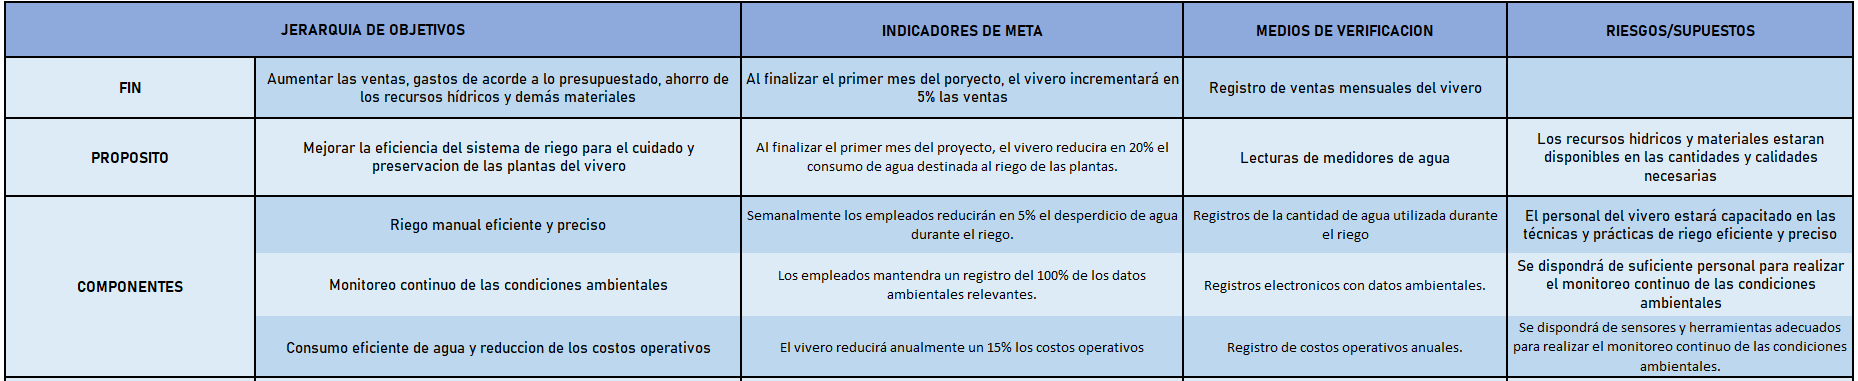 JERARQUIA DE OBJETIVOS
INDICADORES DE META
MEDIOS DE VERIFICACION
RIESGOS/SUPUESTOS
FIN
Aumentar las ventas, gastos de acorde a lo presupuestado, ahorro de
los recursos hídricos y demás materiales
Al finalizar el primer mes del poryecto, el vivero incrementará en
5% las ventas
Registro de ventas mensuales del vivero
PROPOSITO
Mejorar la eficiencia del sistema de riego para el cuidado y
preservacion de las plantas del vivero
Al finalizar el primer mes del proyecto, el vivero reducira en 20% el
consumo de agua destinada al riego de las plantas.
Lecturas de medidores de agua
Los recursos hidricos y materiales estaran
disponibles en las cantidades y calidades
necesarias
COMPONENTES
Riego manual eficiente y preciso
Semanalmente los empleados reducirán en 5% el desperdicio de agua
durante el riego.
Registros de la cantidad de agua utilizada durante
el riego
El personal del vivero estará capacitado en las
técnicas y prácticas de riego eficiente y preciso
Monitoreo continuo de las condiciones ambientales
Los empleados mantendra un registro del 100% de los datos
ambientales relevantes.
Registros electronicos con datos ambientales.
Se dispondrá de suficiente personal para realizar
el monitoreo continuo de las condiciones
ambientales
Consumo eficiente de agua y reduccion de los costos operativos
El vivero reducirá anualmente un 15% los costos operativos
Registro de costos operativos anuales.
Se dispondrá de sensores y herramientas adecuados
para realizar el monitoreo continuo de las condiciones
ambientales.